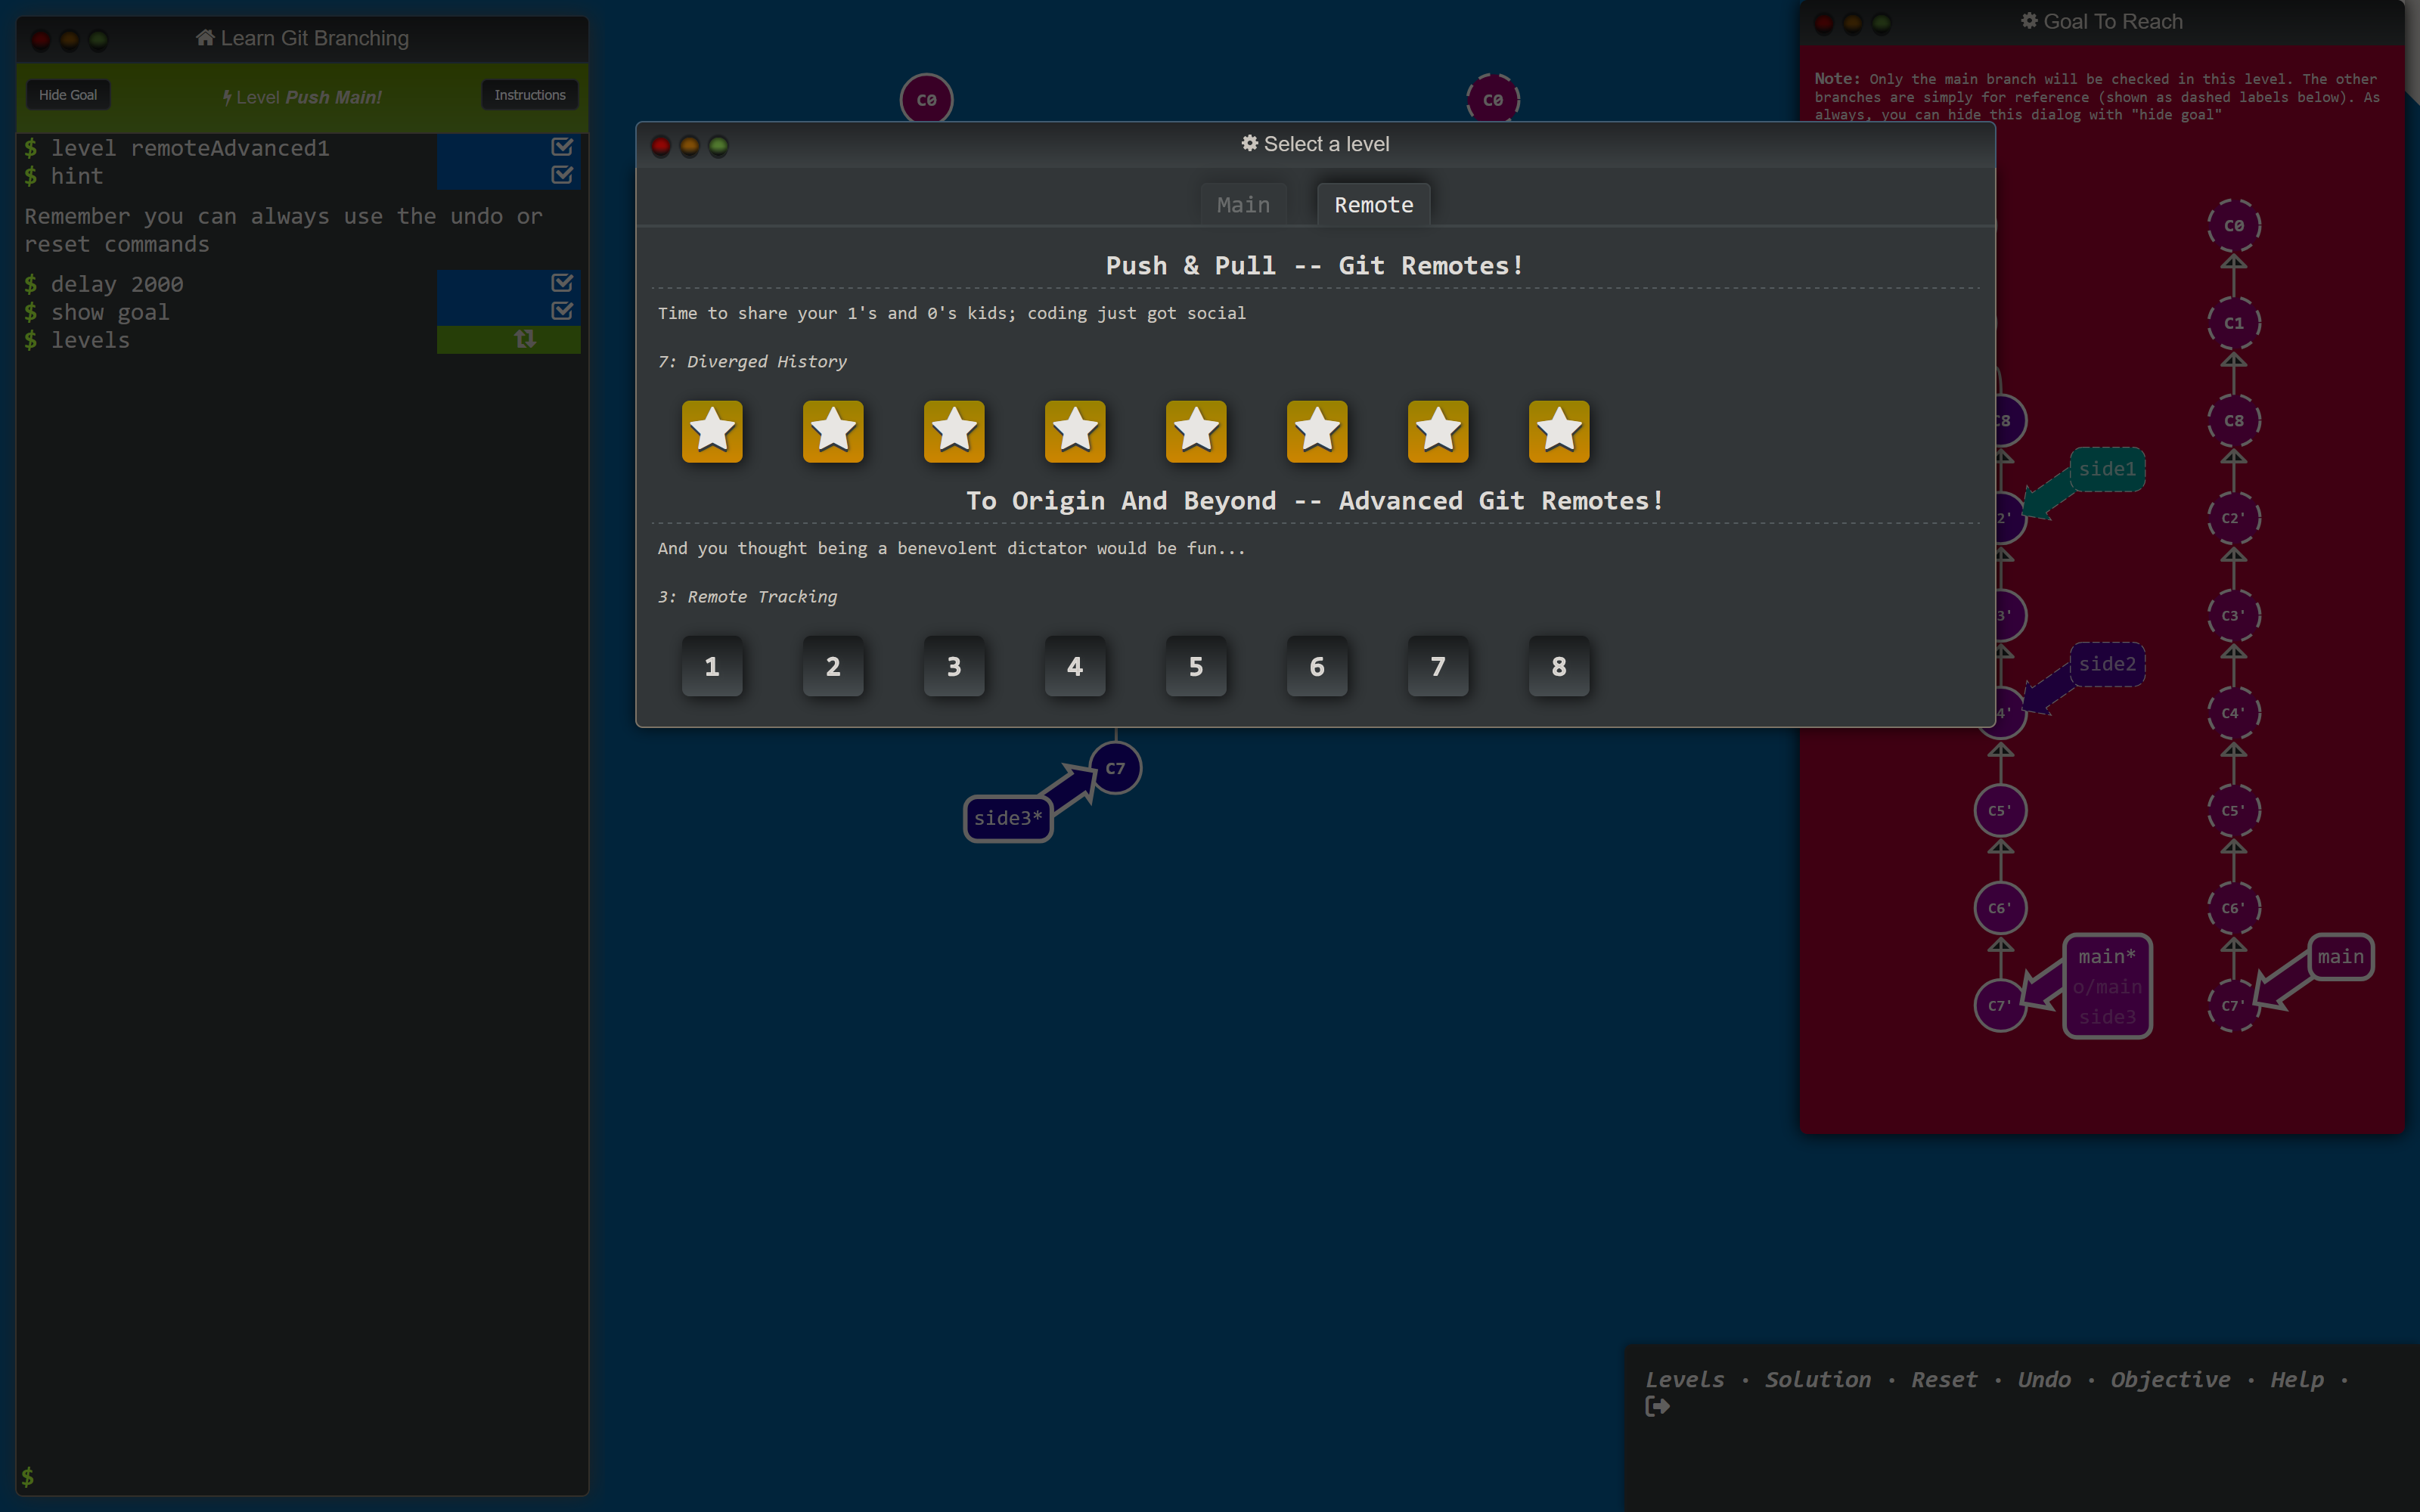 Learn Git Branching
Hide Goal
Level Push Main!
Instructions
$ level remoteAdvanced1
$ hint
Remember you can always use the undo or
reset commands
$ delay 2000
$ show goal
$ levels
$
C0
C0
Select a level
Main
Remote
Push & Pull -- Git Remotes!
Time to share your 1's and 0's kids; coding just got social
7: Diverged History
To Origin And Beyond -- Advanced Git Remotes!
And you thought being a benevolent dictator would be fun...
3: Remote Tracking
1 2 3 4 5 6 7 8
C7
side3*
Goal To Reach
Note: Only the main branch will be checked in this level. The other
branches are simply for reference (shown as dashed labels below). As
always, you can hide this dialog with "hide goal"
C0
C1
C8
C8
side1
2'
C2'
3'
C3'
side2
4'
C4'
C5'
C5'
C6'
C6'
main*
o/main
side3
main
C7'
C7'
Levels · Solution · Reset · Undo · Objective · Help ·